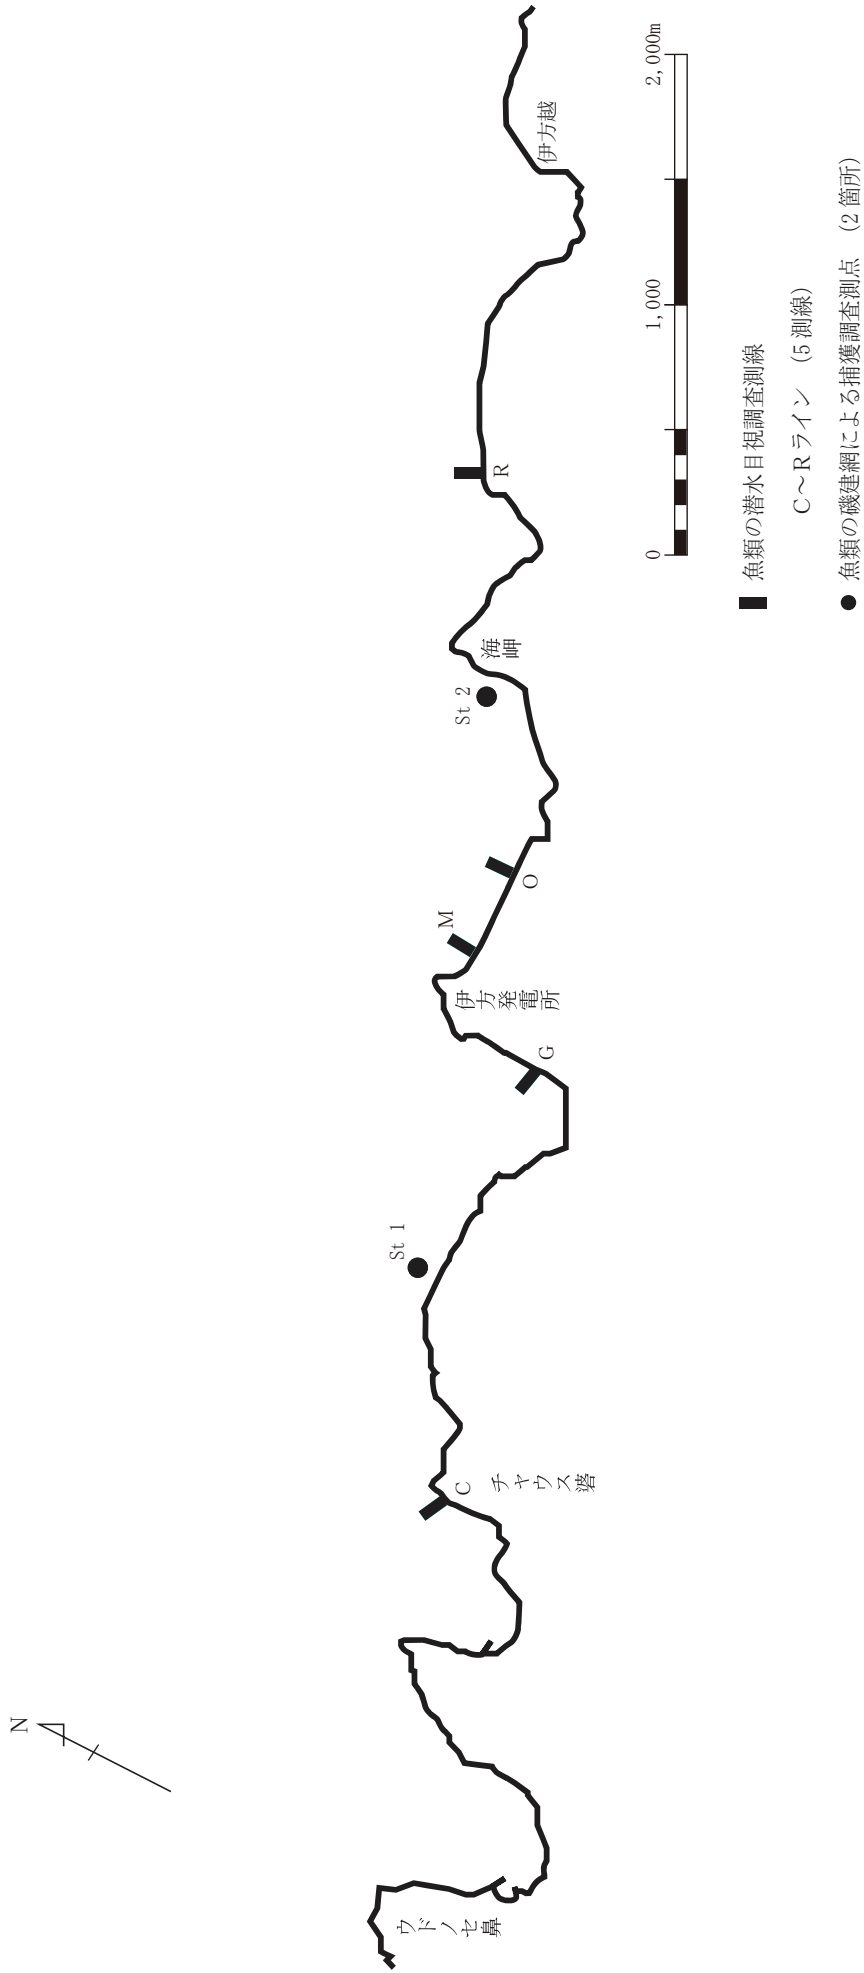 N
ウドノセ鼻
C
チャウス碆
St 1
G
伊方発電所
M
O
St 2
海岬
R
伊方越
0
1,000
2,000m
魚類の潜水目視調査測線
C～Rライン (5測線)
魚類の磯建網による捕獲調査測点 (2箇所)